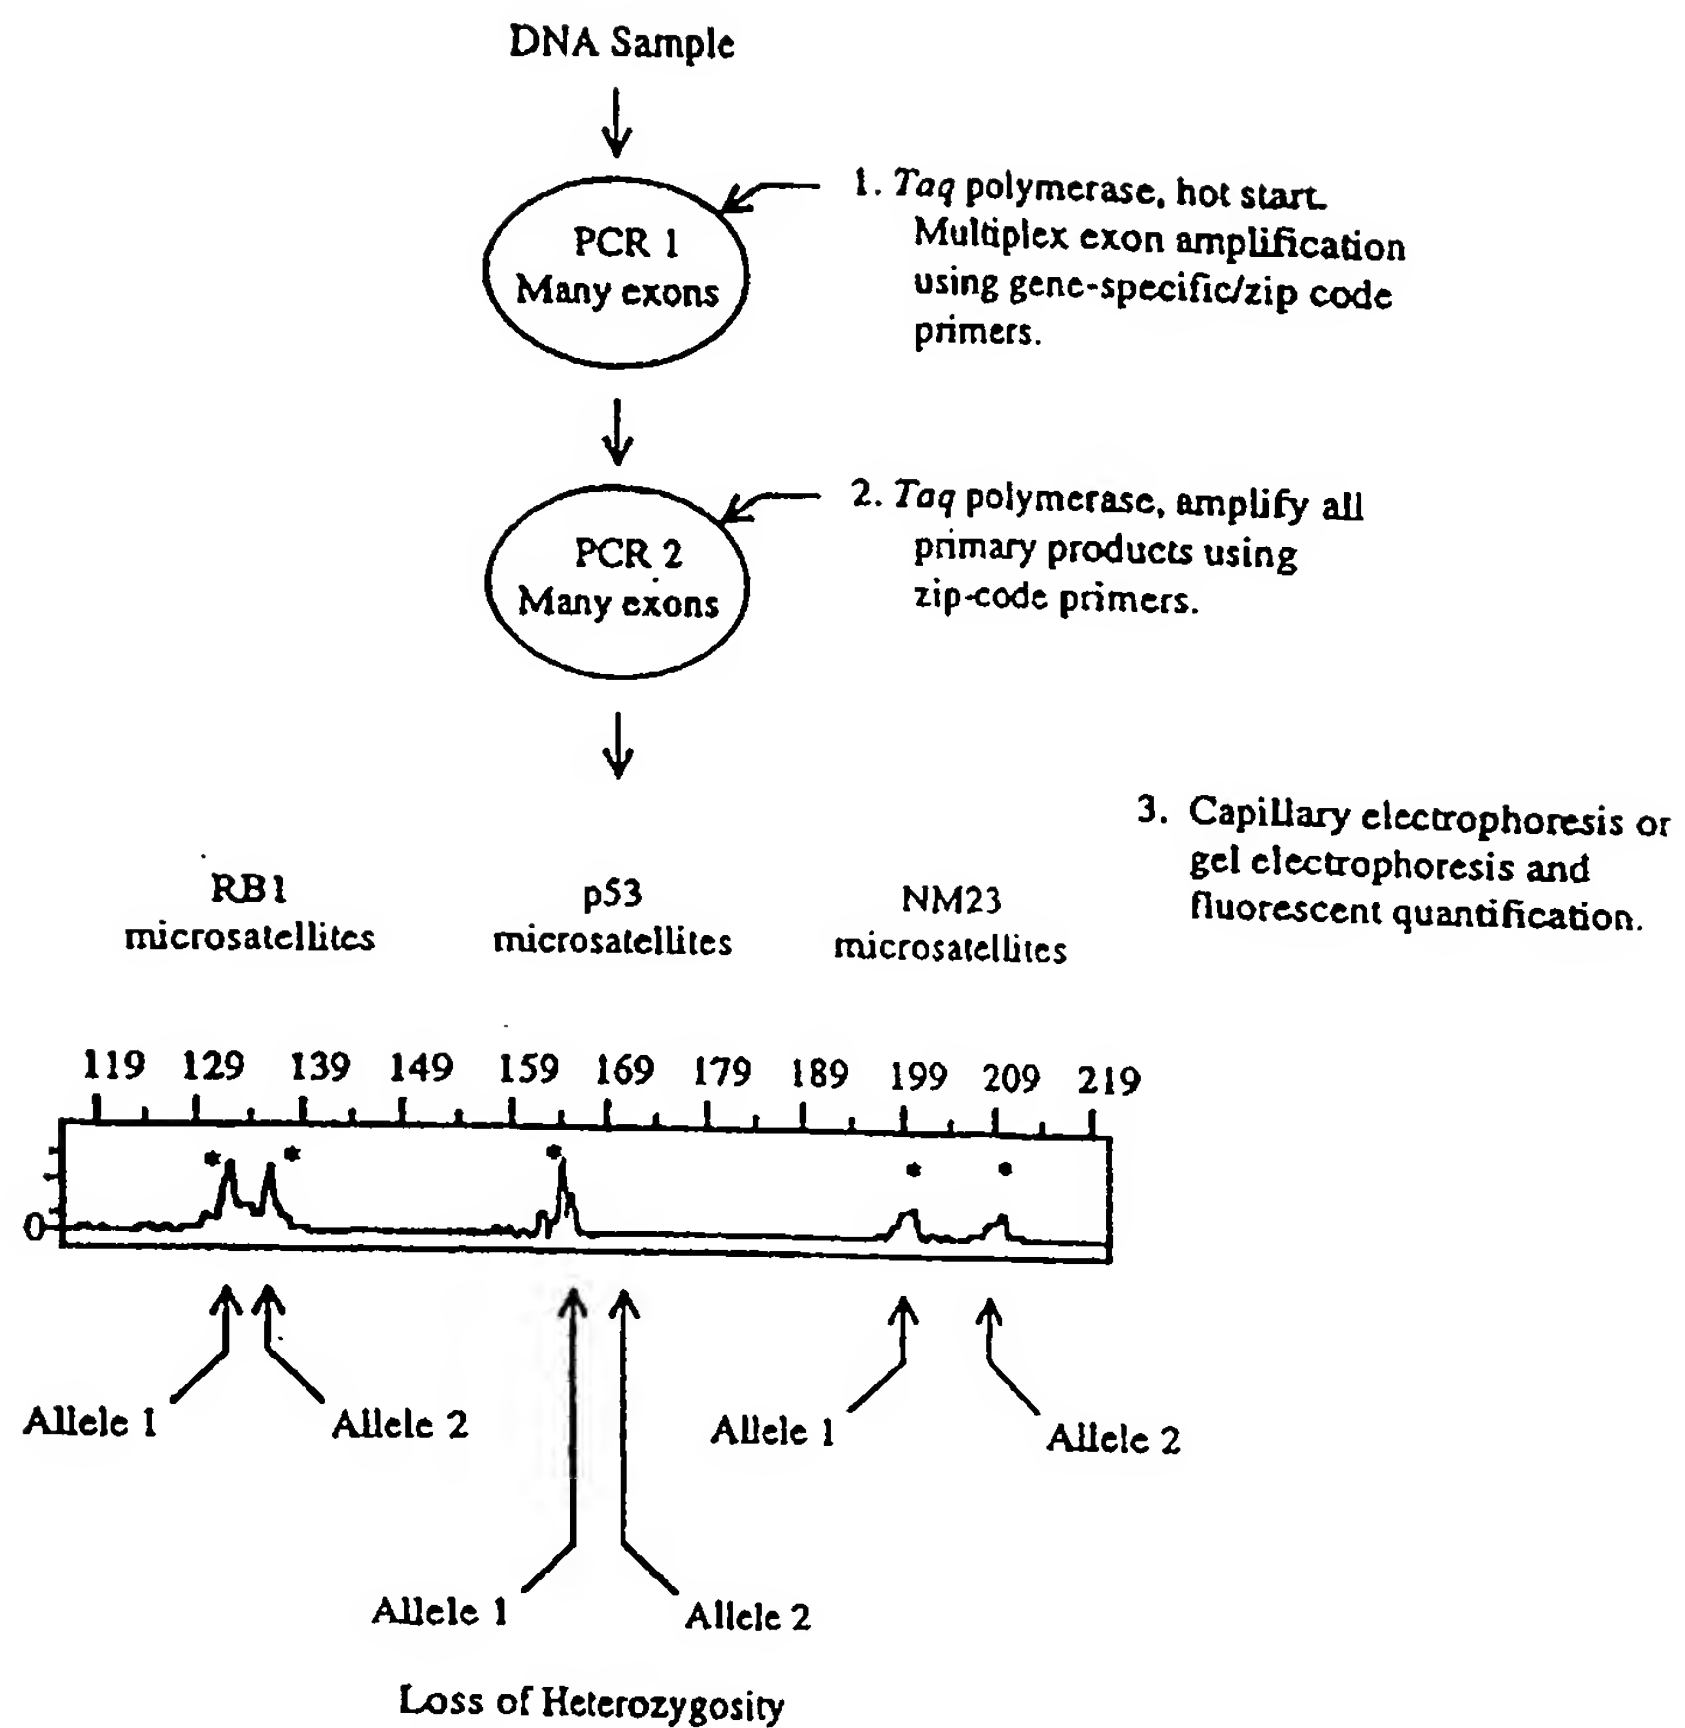 DNA Sample
PCR 1
Many exons
1. Taq polymerase, hot start.
Multiplex exon amplification
using gene-specific/zip code
primers.
PCR 2
Many exons
2. Taq polymerase, amplify all
primary products using
zip-code primers.
3. Capillary electrophoresis or
gel electrophoresis and
fluorescent quantification.
RB1
microsatellites
p53
microsatellites
NM23
microsatellites
119 129 139 149 159 169 179 189 199 209 219
* * * * *
0
Allele 1
Allele 2
Allele 1
Allele 2
Allele 1
Allele 2
Loss of Heterozygosity